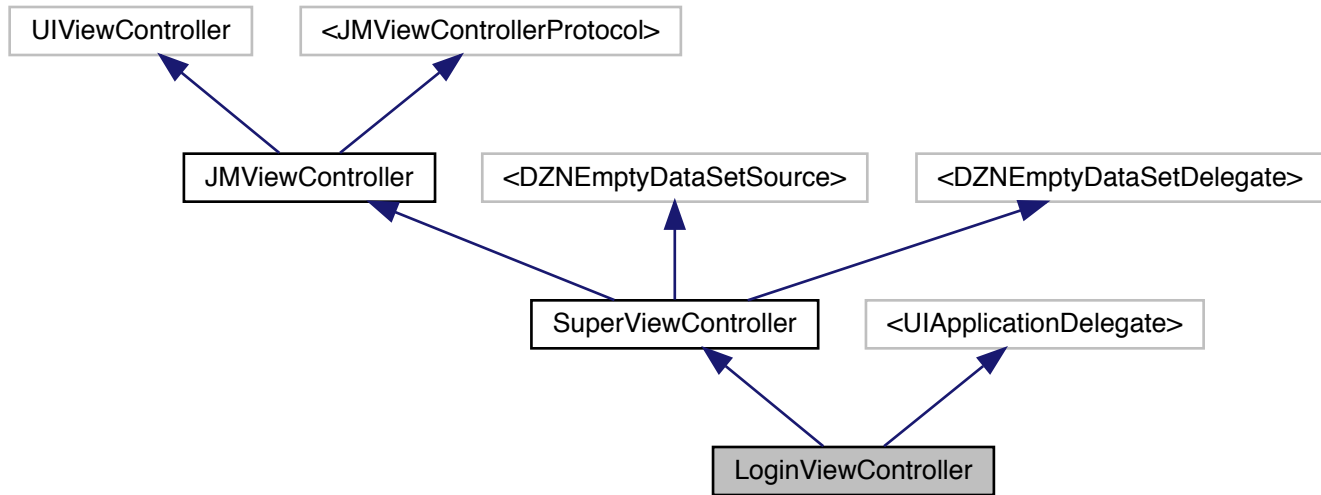 UIViewController
<JMViewControllerProtocol>
JMViewController
<DZNEmptyDataSetSource>
<DZNEmptyDataSetDelegate>
SuperViewController
<UIApplicationDelegate>
LoginViewController